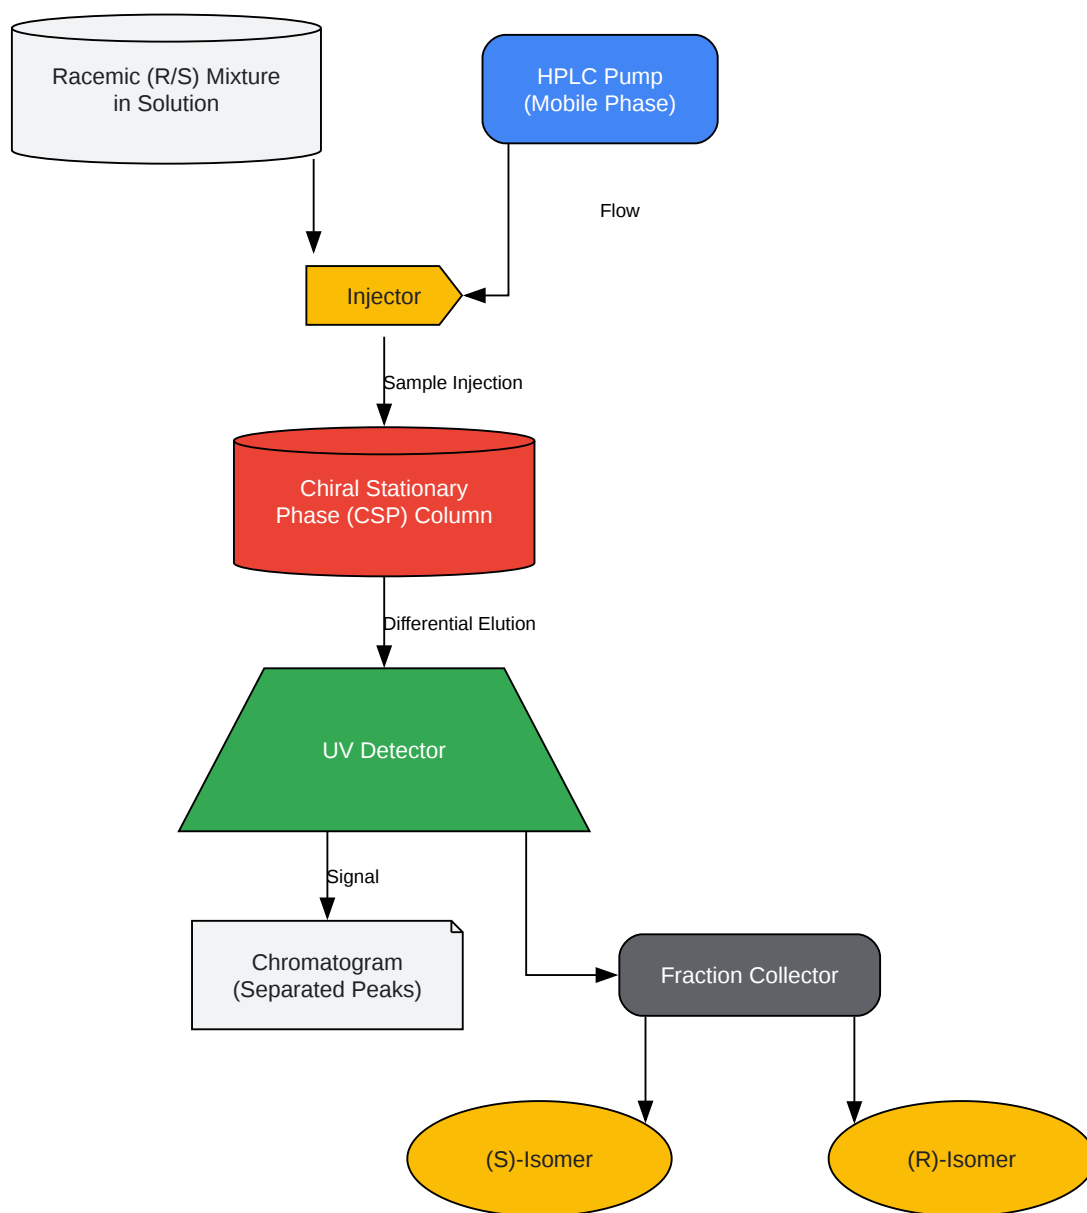 Racemic (R/S) Mixture
in Solution
HPLC Pump
(Mobile Phase)
Flow
Injector
Sample Injection
Chiral Stationary
Phase (CSP) Column
Differential Elution
UV Detector
Signal
Chromatogram
(Separated Peaks)
Fraction Collector
(S)-Isomer
(R)-Isomer